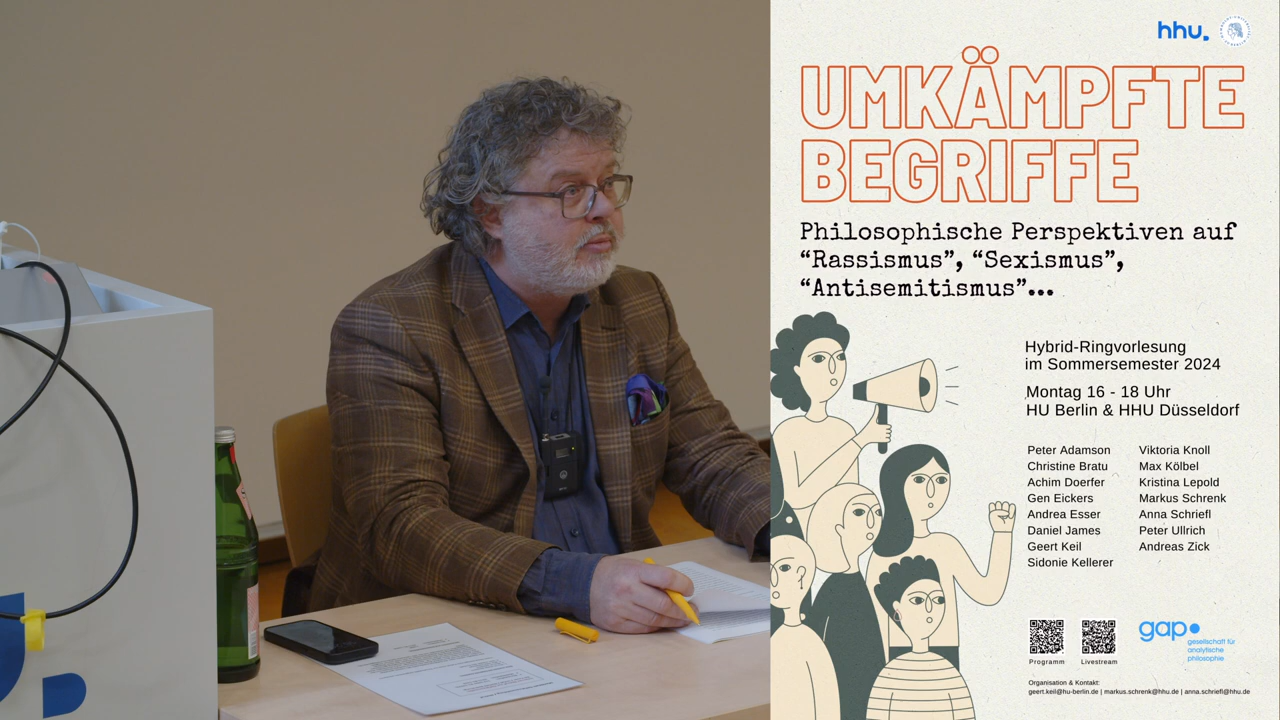 hhu.
UMKÄMPFTE
BEGRIFFE
Philosophische Perspektiven auf
“Rassismus”, “Sexismus”,
“Antisemitismus”...
Hybrid-Ringvorlesung
im Sommersemester 2024
Montag 16 - 18 Uhr
HU Berlin & HHU Düsseldorf
Peter Adamson
Christine Bratu
Achim Doerfer
Gen Eickers
Andrea Esser
Daniel James
Geert Keil
Sidonie Kellerer
Viktoria Knoll
Max Kölbel
Kristina Lepold
Markus Schrenk
Anna Schriefl
Peter Ullrich
Andreas Zick
Programm
Livestream
gap
gesellschaft für
analytische
philosophie
Organisation & Kontakt:
geert.keil@hu-berlin.de | markus.schrenk@hhu.de | anna.schriefl@hhu.de